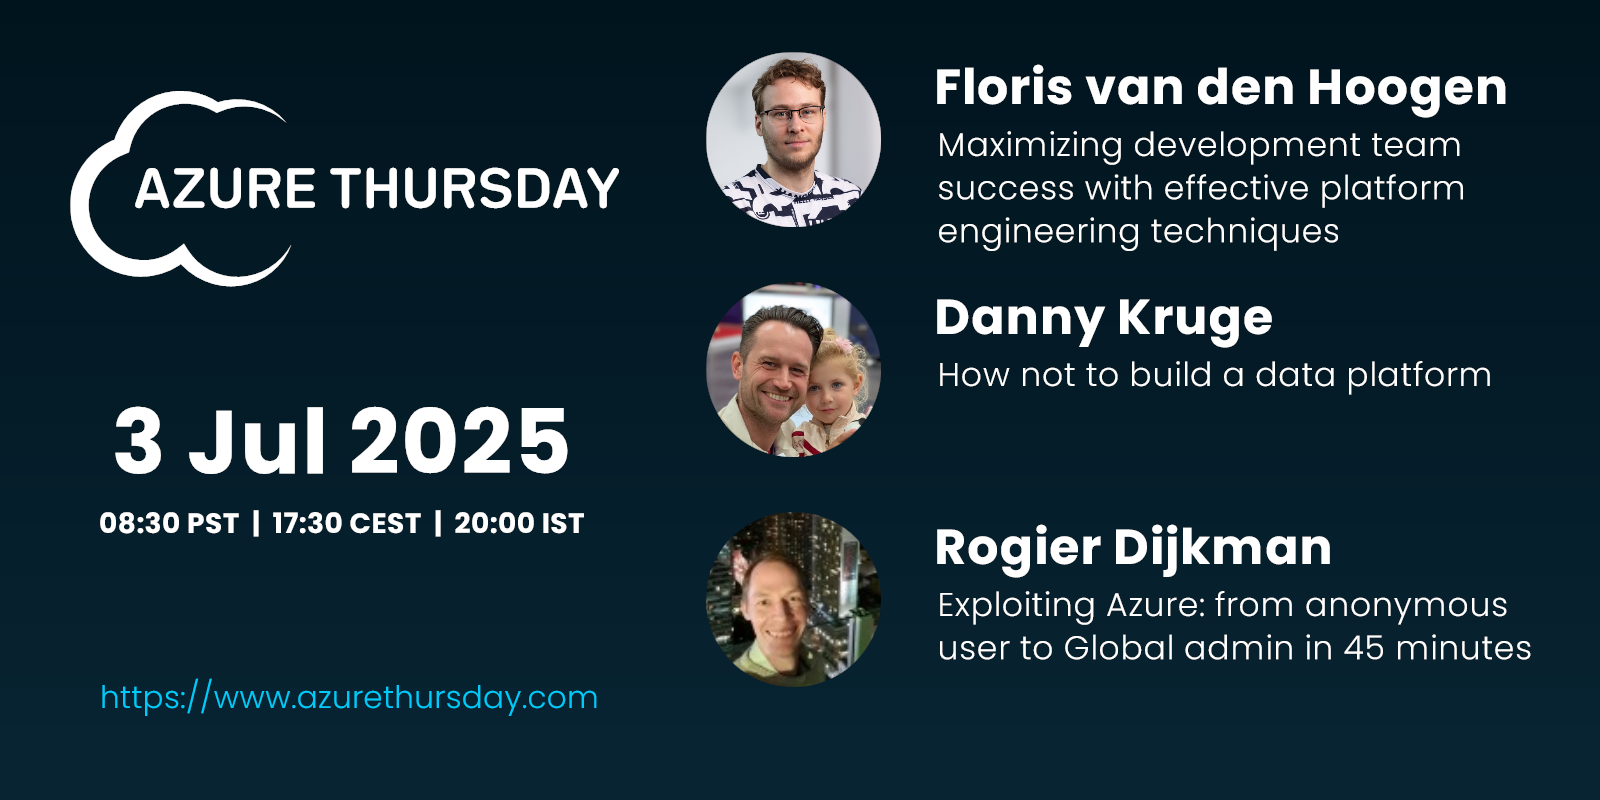 AZURE THURSDAY
3 Jul 2025
08:30 PST | 17:30 CEST | 20:00 IST
https://www.azurethursday.com
Floris van den Hoogen
Maximizing development team
success with effective platform
engineering techniques
Danny Kruge
How not to build a data platform
Rogier Dijkman
Exploiting Azure: from anonymous
user to Global admin in 45 minutes